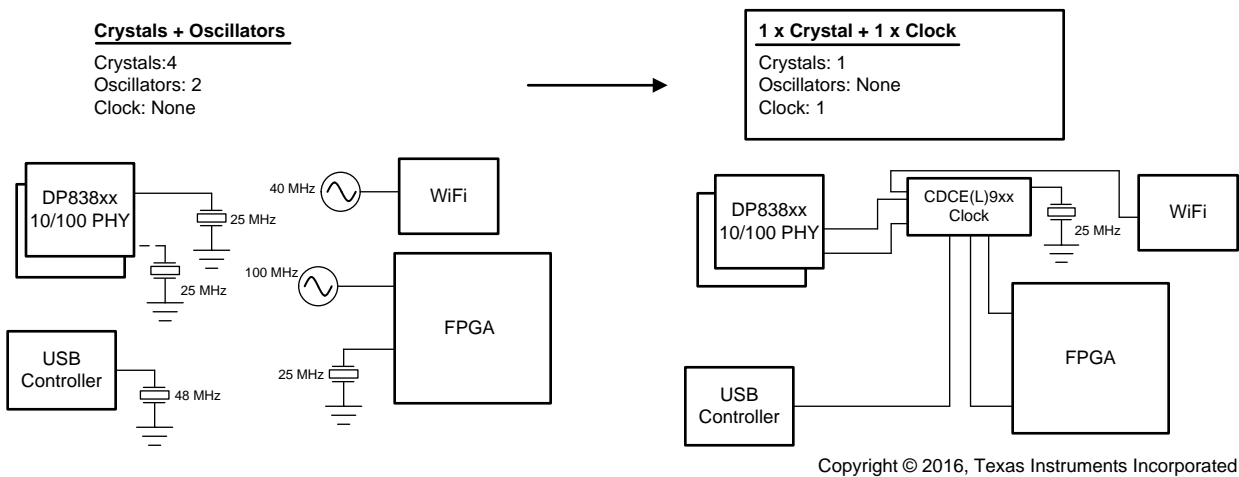 Crystals + Oscillators
Crystals:4
Oscillators: 2
Clock: None
1 x Crystal + 1 x Clock
Crystals: 1
Oscillators: None
Clock: 1
DP838xx
10/100 PHY
25 MHz
25 MHz
40 MHz
WiFi
100 MHz
FPGA
25 MHz
USB
Controller
48 MHz
DP838xx
10/100 PHY
CDCE(L)9xx
Clock
25 MHz
WiFi
FPGA
USB
Controller
Copyright © 2016, Texas Instruments Incorporated